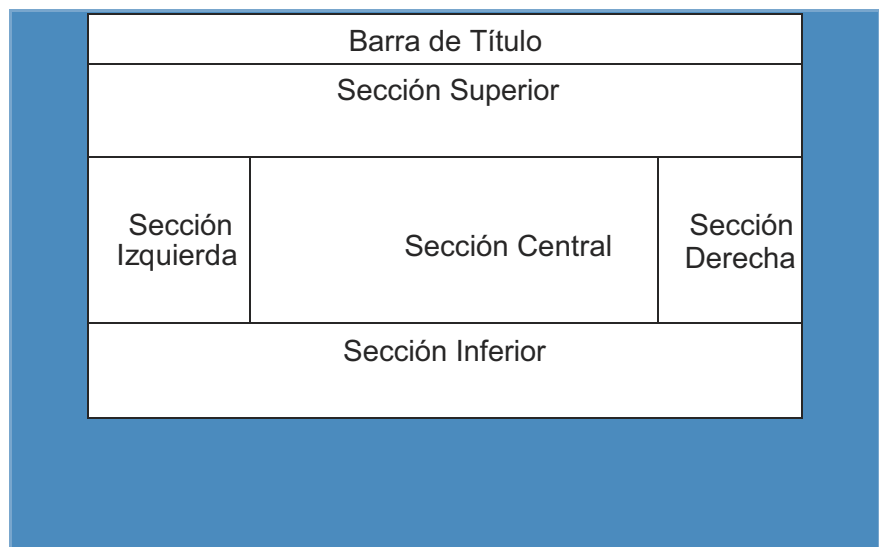 Barra de Título
Sección Superior
Sección
Izquierda
Sección Central
Sección
Derecha
Sección Inferior